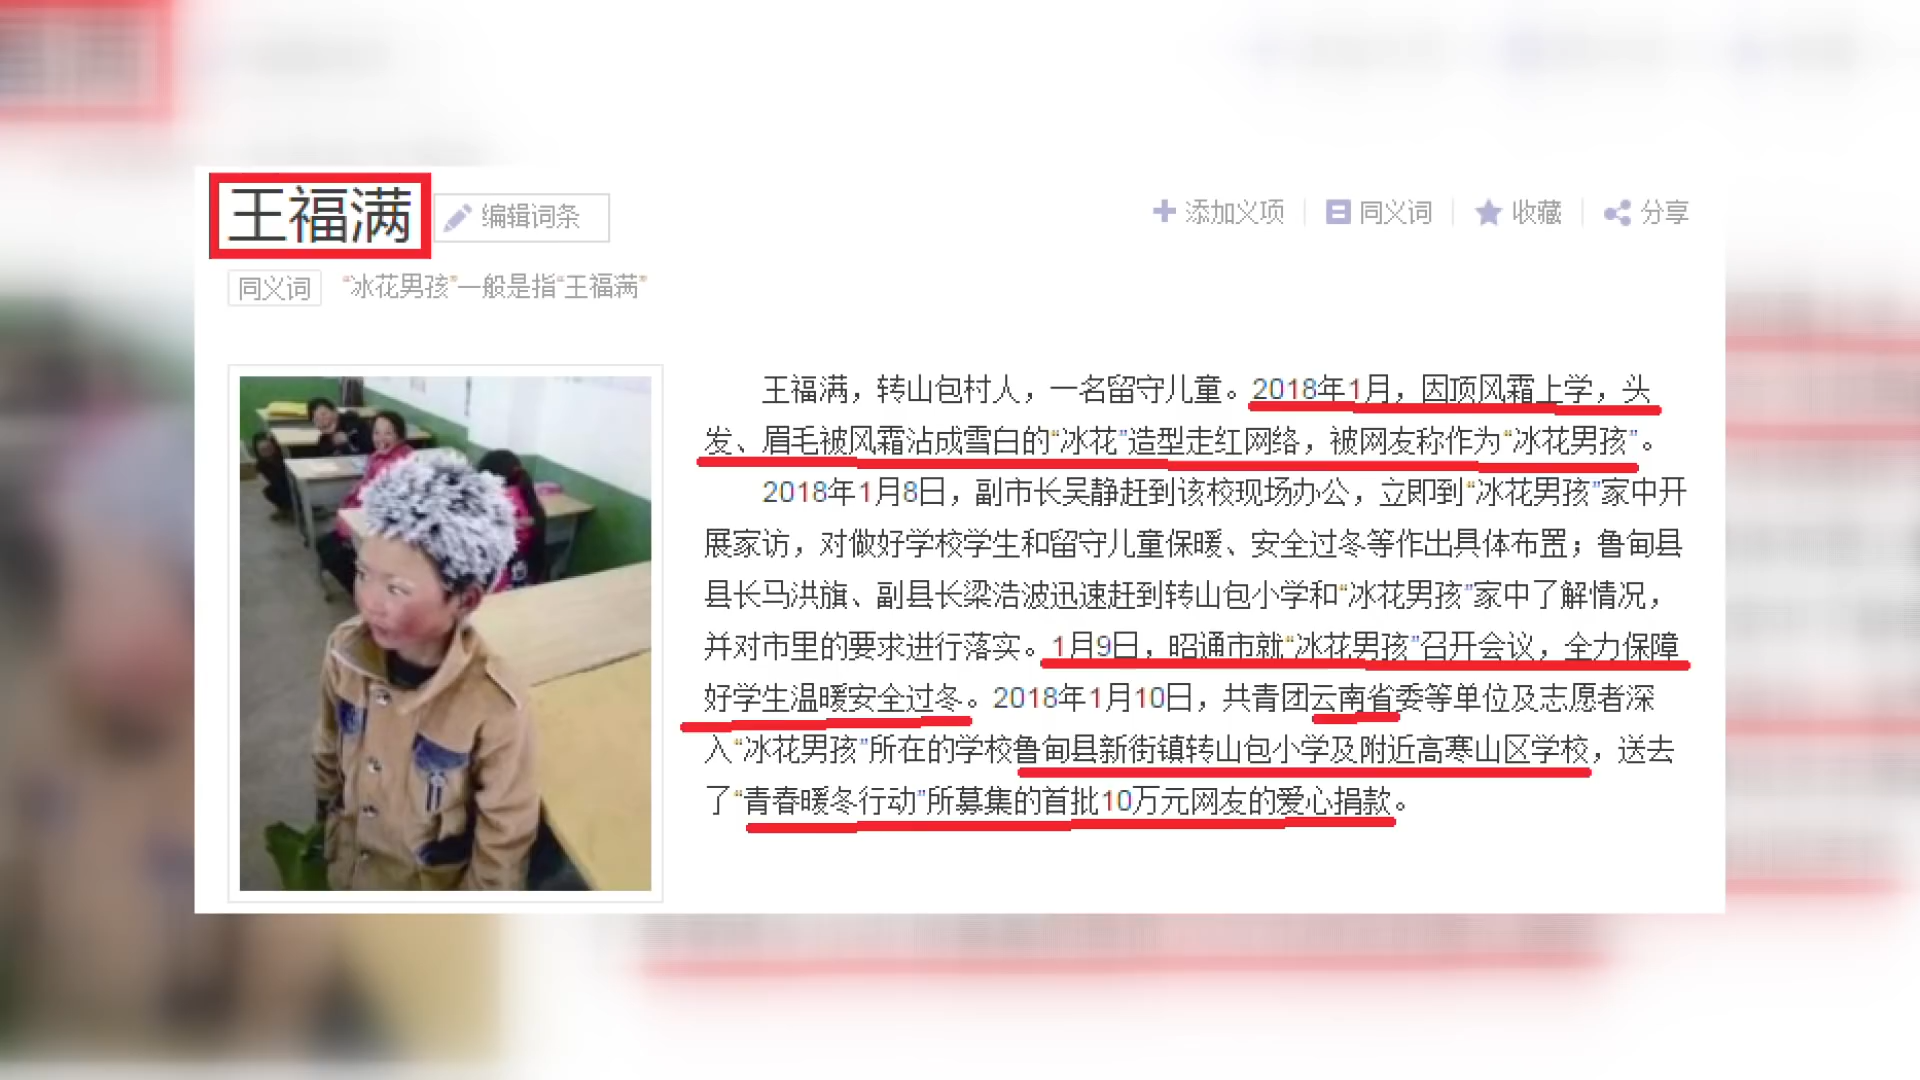 王福满
编辑词条
添加义项
同义词
收藏
分享
同义词 “冰花男孩”一般是指“王福满”
王福满，转山包村人，一名留守儿童。2018年1月，因顶风霜上学，头
发、眉毛被风霜沾成雪白的“冰花”造型走红网络，被网友称作为“冰花男孩”。
2018年1月8日，副市长吴静赶到该校现场办公，立即到“冰花男孩”家中开
展家访，对做好学校学生和留守儿童保暖、安全过冬等作出具体布置；鲁甸县
县长马洪旗、副县长梁浩波迅速赶到转山包小学和“冰花男孩”家中了解情况，
并对市里的要求进行落实。1月9日，昭通市就“冰花男孩”召开会议，全力保障
好学生温暖安全过冬。2018年1月10日，共青团云南省委等单位及志愿者深
入“冰花男孩”所在的学校鲁甸县新街镇转山包小学及附近高寒山区学校，送去
了“青春暖冬行动”所募集的首批10万元网友的爱心捐款。